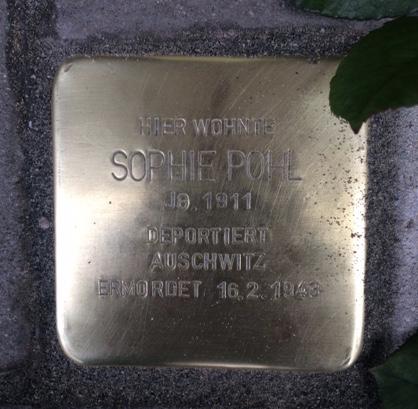 HIER WOHNTE
SOPHIE POHL
JG. 1911
DEPORTIERT
AUSCHWITZ
ERMORDET 16.2.1943